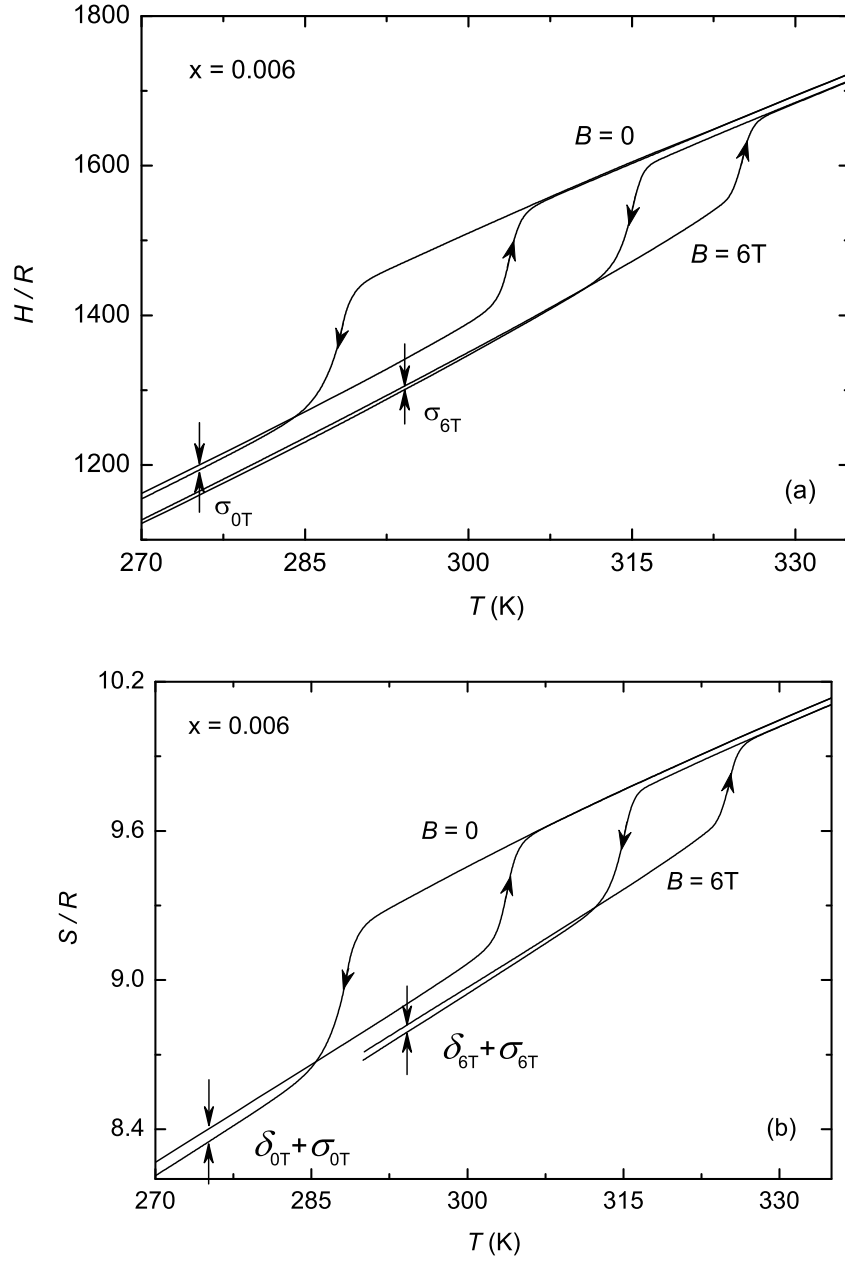 1800
x = 0.006
B = 0
1600
B = 6T
H / R
1400
σ6T
1200
σ0T
(a)
270 285 300 315 330
T (K)
10.2
x = 0.006
B = 0
9.6
B = 6T
S / R
9.0
δ6T+σ6T
8.4
δ0T+σ0T
(b)
270 285 300 315 330
T (K)